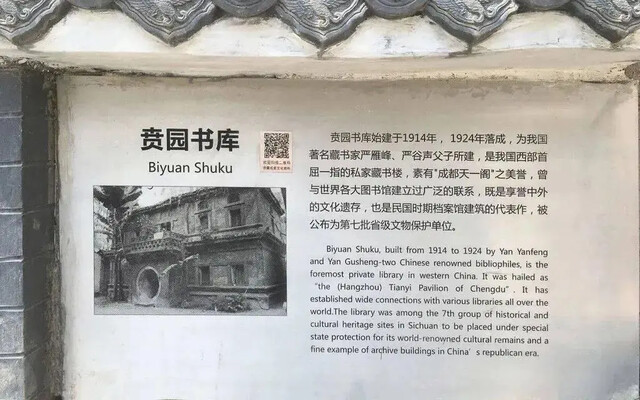 贲园书库
Biyuan Shuku
贲园书库始建于1914年，1924年落成，为我国
著名藏书家严雁峰、严谷声父子所建，是我国西部首
屈一指的私家藏书楼，素有"成都天一阁"之美誉，曾
与世界各大图书馆建立过广泛的联系，既是享誉中外
的文化遗存，也是民国时期档案馆建筑的代表作，被
公布为第七批省级文物保护单位。
Biyuan Shuku, built from 1914 to 1924 by Yan Yanfeng
and Yan Gusheng-two Chinese renowned bibliophiles, is the
foremost private library in western China. It was hailed as
"the (Hangzhou) Tianyi Pavilion of Chengdu". It has
established wide connections with various libraries all over the
world.The library was among the 7th group of historical and
cultural heritage sites in Sichuan to be placed under special
state protection for its world-renowned cultural remains and a
fine example of archive buildings in China's republican era.